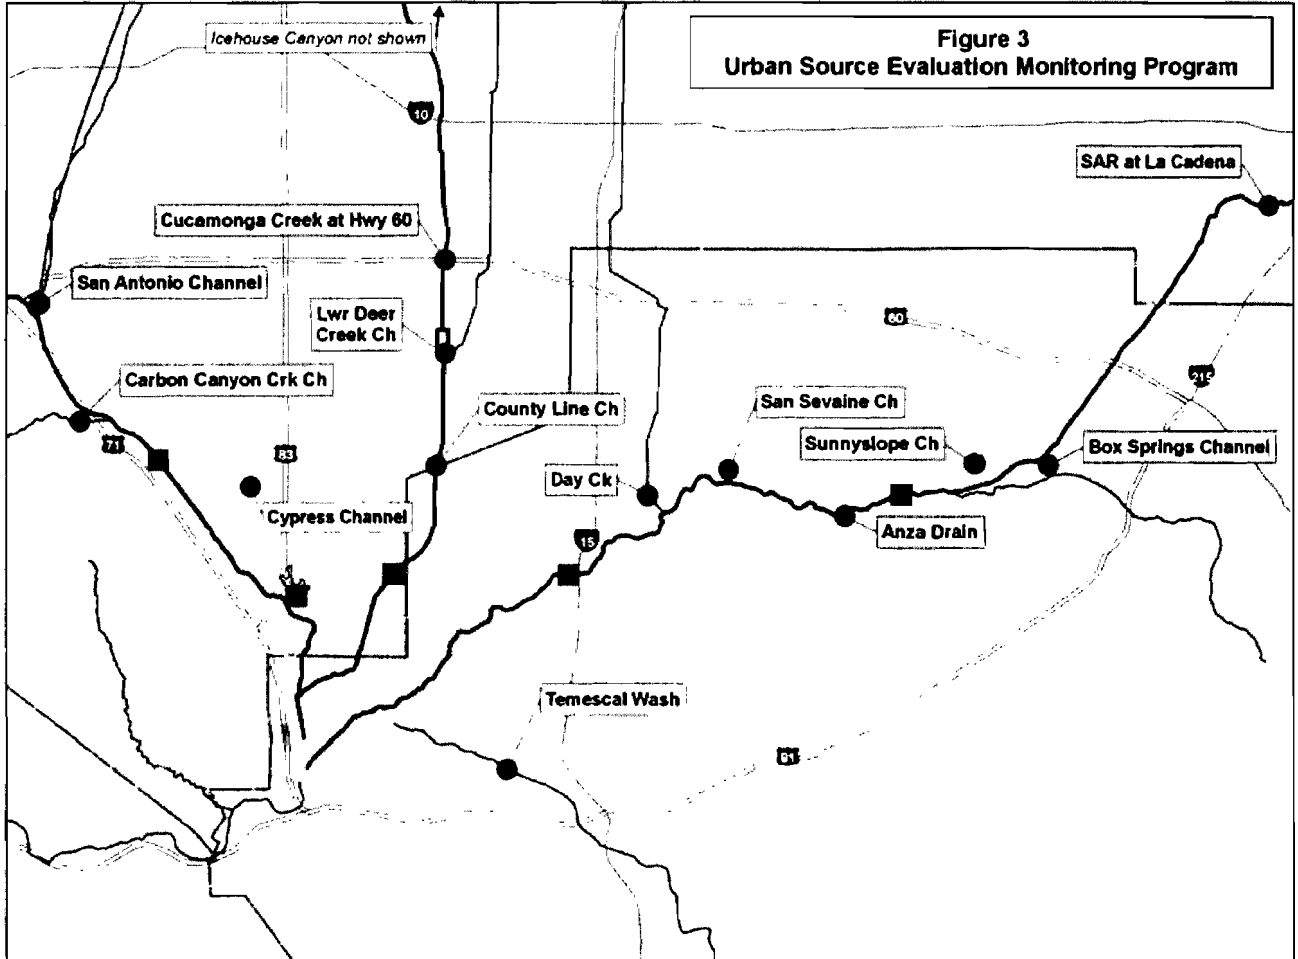 Figure 3
Urban Source Evaluation Monitoring Program
Icehouse Canyon not shown
10
SAR at La Cadena
Cucamonga Creek at Hwy 60
San Antonio Channel
Lwr Deer
Creek Ch
60
Carbon Canyon Crk Ch
215
County Line Ch
San Sevaine Ch
71
83
Sunnyslope Ch
Box Springs Channel
Day Ck
Cypress Channel
15
Anza Drain
Temescal Wash
91